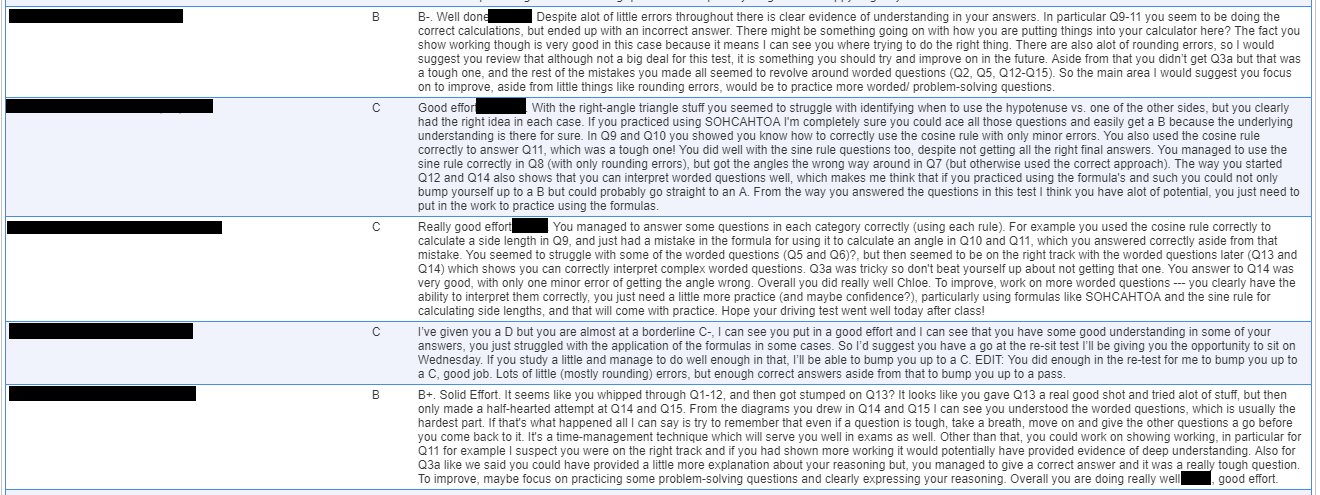 B B-. Well done Despite alot of little errors throughout there is clear evidence of understanding in your answers. In particular Q9-11 you seem to be doing the
correct calculations, but ended up with an incorrect answer. There might be something going on with how you are putting things into your calculator here? The fact you
show working though is very good in this case because it means I can see you where trying to do the right thing. There are also alot of rounding errors, so I would
suggest you review that although not a big deal for this test, it is something you should try and improve on in the future. Aside from that you didn't get Q3a but that was
a tough one, and the rest of the mistakes you made all seemed to revolve around worded questions (Q2, Q5, Q12-Q15). So the main area I would suggest you focus
on to improve, aside from little things like rounding errors, would be to practice more worded/ problem-solving questions.
C Good effort . With the right-angle triangle stuff you seemed to struggle with identifying when to use the hypotenuse vs. one of the other sides, but you clearly
had the right idea in each case. If you practiced using SOHCAHTOA I'm completely sure you could ace all those questions and easily get a B because the underlying
understanding is there for sure. In Q9 and Q10 you showed you know how to correctly use the cosine rule with only minor errors. You also used the cosine rule
correctly to answer Q11, which was a tough one! You did well with the sine rule questions too, despite not getting all the right final answers. You managed to use the
sine rule correctly in Q8 (with only rounding errors), but got the angles the wrong way around in Q7 (but otherwise used the correct approach). The way you started
Q12 and Q14 also shows that you can interpret worded questions well, which makes me think that if you practiced using the formula's and such you could not only
bump yourself up to a B but could probably go straight to an A. From the way you answered the questions in this test I think you have alot of potential, you just need to
put in the work to practice using the formulas.
C Really good effort . You managed to answer some questions in each category correctly (using each rule). For example you used the cosine rule correctly to
calculate a side length in Q9, and just had a mistake in the formula for using it to calculate an angle in Q10 and Q11, which you answered correctly aside from that
mistake. You seemed to struggle with some of the worded questions (Q5 and Q6)?, but then seemed to be on the right track with the worded questions later (Q13 and
Q14) which shows you can correctly interpret complex worded questions. Q3a was tricky so don't beat yourself up about not getting that one. You answer to Q14 was
very good, with only one minor error of getting the angle wrong. Overall you did really well Chloe. To improve, work on more worded questions --- you clearly have the
ability to interpret them correctly, you just need a little more practice (and maybe confidence?), particularly using formulas like SOHCAHTOA and the sine rule for
calculating side lengths, and that will come with practice. Hope your driving test went well today after class!
C I've given you a D but you are almost at a borderline C-, I can see you put in a good effort and I can see that you have some good understanding in some of your
answers, you just struggled with the application of the formulas in some cases. So I'd suggest you have a go at the re-sit test I'll be giving you the opportunity to sit on
Wednesday. If you study a little and manage to do well enough in that, I'll be able to bump you up to a C. EDIT: You did enough in the re-test for me to bump you up to
a C, good job. Lots of little (mostly rounding) errors, but enough correct answers aside from that to bump you up to a pass.
B B+. Solid Effort. It seems like you whipped through Q1-12, and then got stumped on Q13? It looks like you gave Q13 a real good shot and tried alot of stuff, but then
only made a half-hearted attempt at Q14 and Q15. From the diagrams you drew in Q14 and Q15 I can see you understood the worded questions, which is usually the
hardest part. If that's what happened all I can say is try to remember that even if a question is tough, take a breath, move on and give the other questions a go before
you come back to it. It's a time-management technique which will serve you well in exams as well. Other than that, you could work on showing working, in particular for
Q11 for example I suspect you were on the right track and if you had shown more working it would potentially have provided evidence of deep understanding. Also for
Q3a like we said you could have provided a little more explanation about your reasoning but, you managed to give a correct answer and it was a really tough question.
To improve, maybe focus on practicing some problem-solving questions and clearly expressing your reasoning. Overall you are doing really well , good effort.